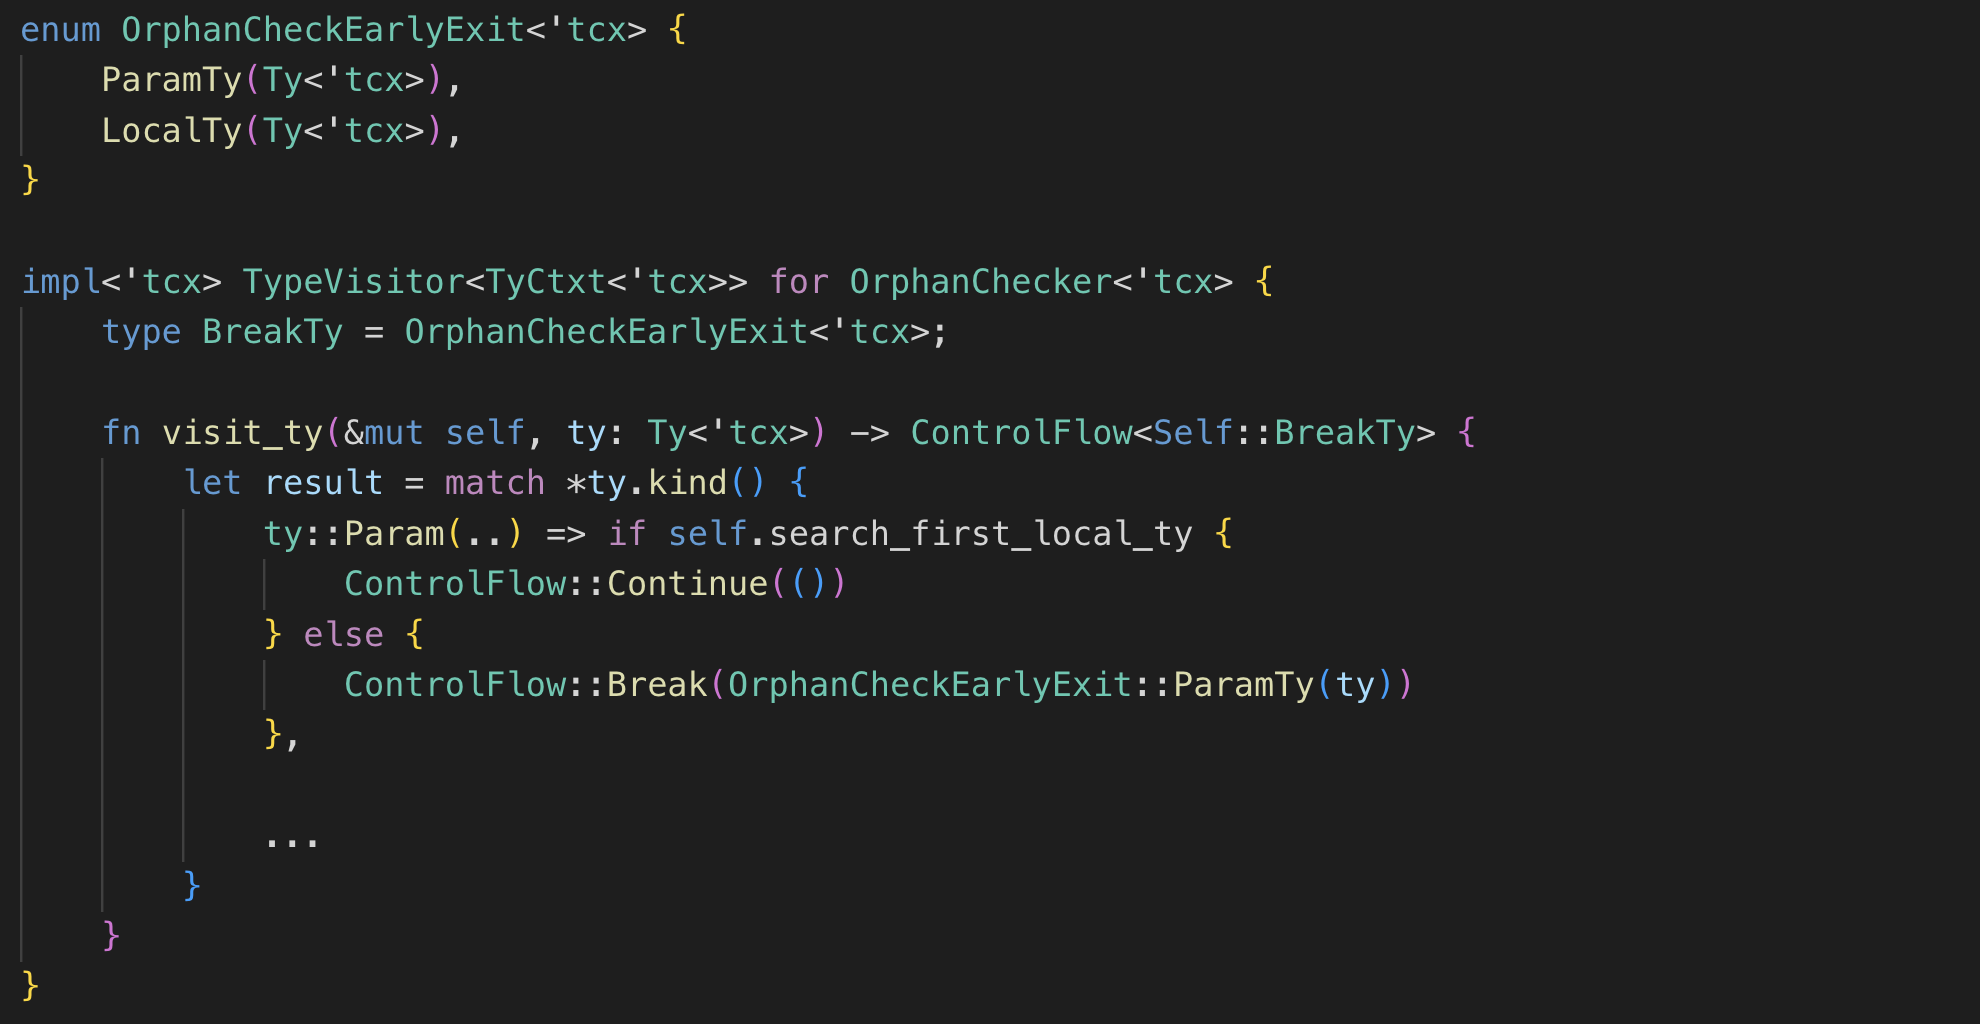 enum OrphanCheckEarlyExit<'tcx> {
    ParamTy(Ty<'tcx>),
    LocalTy(Ty<'tcx>),
}

impl<'tcx> TypeVisitor<TyCtxt<'tcx>> for OrphanChecker<'tcx> {
    type BreakTy = OrphanCheckEarlyExit<'tcx>;

    fn visit_ty(&mut self, ty: Ty<'tcx>) -> ControlFlow<Self::BreakTy> {
        let result = match *ty.kind() {
            ty::Param(..) => if self.search_first_local_ty {
                ControlFlow::Continue(())
            } else {
                ControlFlow::Break(OrphanCheckEarlyExit::ParamTy(ty))
            },

            ...
        }
    }
}